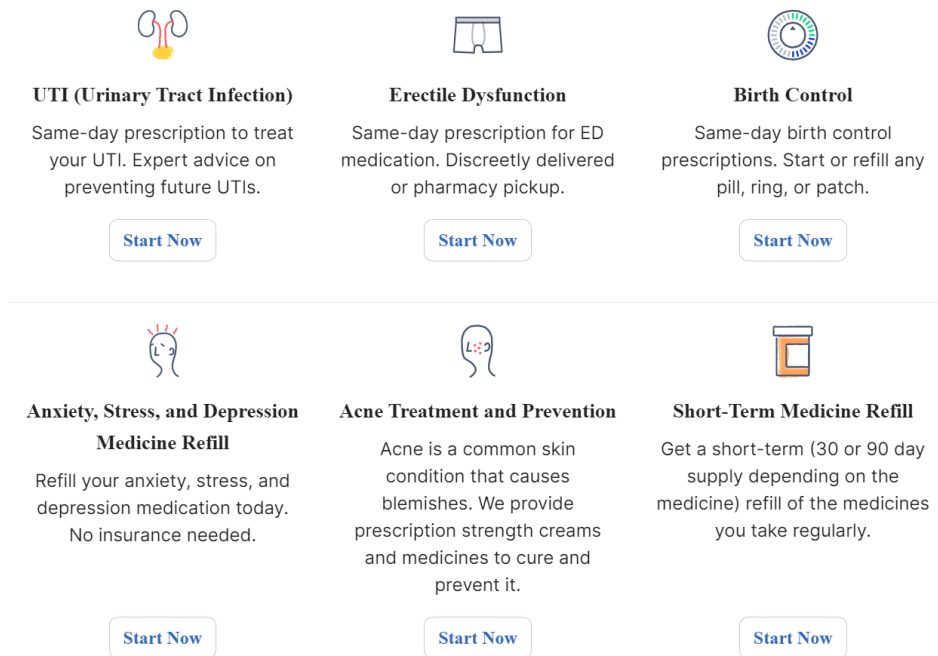 UTI (Urinary Tract Infection)
Same-day prescription to treat
your UTI. Expert advice on
preventing future UTIs.
Start Now
Erectile Dysfunction
Same-day prescription for ED
medication. Discreetly delivered
or pharmacy pickup.
Start Now
Birth Control
Same-day birth control
prescriptions. Start or refill any
pill, ring, or patch.
Start Now
Anxiety, Stress, and Depression
Medicine Refill
Refill your anxiety, stress, and
depression medication today.
No insurance needed.
Start Now
Acne Treatment and Prevention
Acne is a common skin
condition that causes
blemishes. We provide
prescription strength creams
and medicines to cure and
prevent it.
Start Now
Short-Term Medicine Refill
Get a short-term (30 or 90 day
supply depending on the
medicine) refill of the medicines
you take regularly.
Start Now